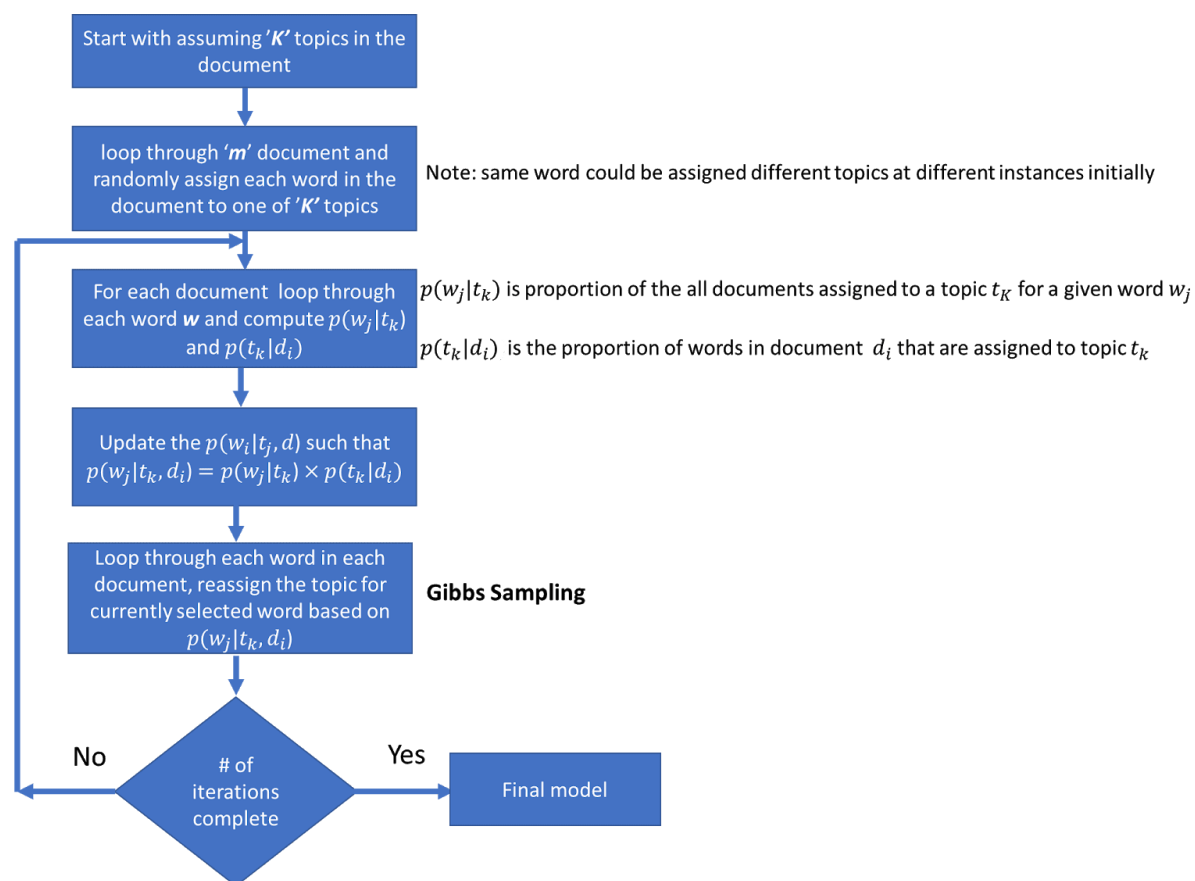 Start with assuming 'K' topics in the
document
loop through 'm' document and
randomly assign each word in the
document to one of 'K' topics
Note: same word could be assigned different topics at different instances initially
For each document loop through
each word w and compute p(w_j|t_k)
and p(t_k|d_i)
p(w_j|t_k) is proportion of the all documents assigned to a topic t_K for a given word w_j
p(t_k|d_i) is the proportion of words in document d_i that are assigned to topic t_k
Update the p(w_i|t_j, d) such that
p(w_j|t_k, d_i) = p(w_j|t_k) × p(t_k|d_i)
Loop through each word in each
document, reassign the topic for
currently selected word based on
p(w_j|t_k, d_i)
Gibbs Sampling
No
# of
iterations
complete
Yes
Final model